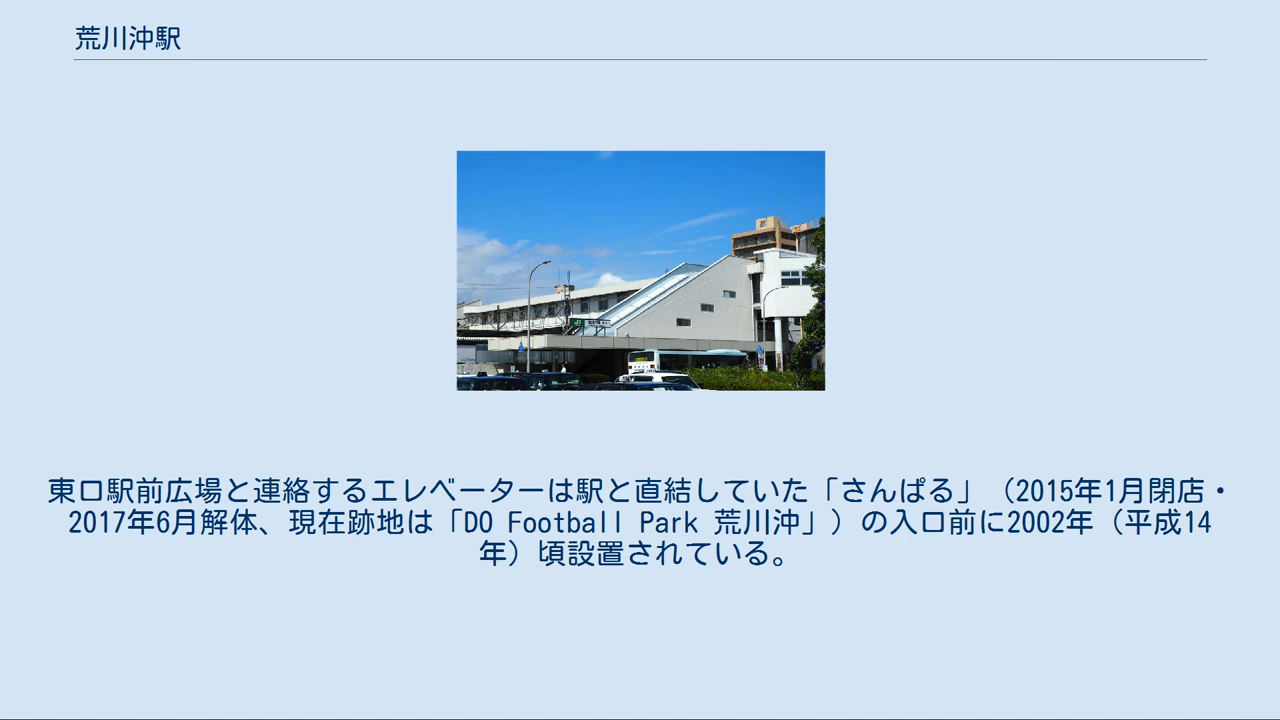 荒川沖駅
東口駅前広場と連絡するエレベーターは駅と直結していた「さんぱる」（2015年1月閉店・
2017年6月解体、現在跡地は「DO Football Park 荒川沖」）の入口前に2002年（平成14
年）頃設置されている。